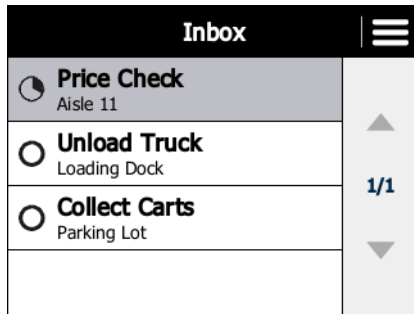 Inbox
Price Check
Aisle 11
Unload Truck
Loading Dock
1/1
Collect Carts
Parking Lot